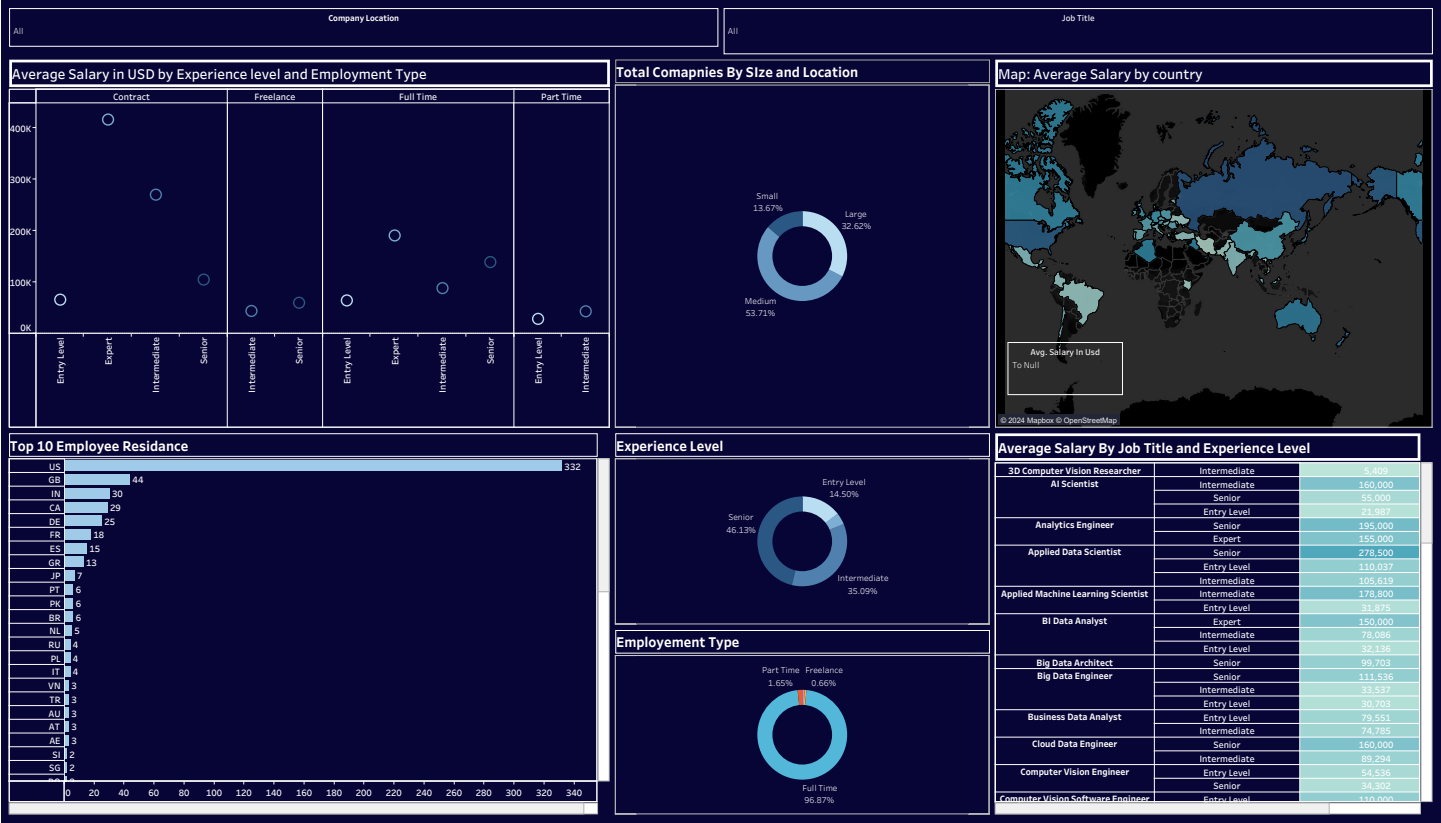 Company Location
All
Job Title
All
Average Salary in USD by Experience level and Employment Type
Contract
Freelance
Full Time
Part Time
400K
300K
200K
100K
0K
Entry Level
Expert
Intermediate
Senior
Intermediate
Senior
Entry Level
Expert
Intermediate
Senior
Entry Level
Intermediate
Total Comapnies By SIze and Location
Small
13.67%
Large
32.62%
Medium
53.71%
Map: Average Salary by country
Avg. Salary In Usd
To Null
© 2024 Mapbox © OpenStreetMap
Top 10 Employee Residance
US 332
GB 44
IN 30
CA 29
DE 25
FR 18
ES 15
GR 13
JP 7
PT 6
PK 6
BR 6
NL 5
RU 4
PL 4
IT 4
VN 3
TR 3
AU 3
AT 3
AE 3
SI 2
SG 2
0 20 40 60 80 100 120 140 160 180 200 220 240 260 280 300 320 340
Experience Level
Entry Level
14.50%
Senior
46.13%
Intermediate
35.09%
Employement Type
Part Time Freelance
1.65% 0.66%
Full Time
96.87%
Average Salary By Job Title and Experience Level
3D Computer Vision Researcher Intermediate 5,409
AI Scientist Intermediate 160,000
Senior 55,000
Entry Level 21,987
Analytics Engineer Senior 195,000
Expert 155,000
Applied Data Scientist Senior 278,500
Entry Level 110,037
Intermediate 105,619
Applied Machine Learning Scientist Intermediate 178,800
Entry Level 31,875
BI Data Analyst Expert 150,000
Intermediate 78,086
Entry Level 32,136
Big Data Architect Senior 99,703
Big Data Engineer Senior 111,536
Intermediate 33,537
Entry Level 30,703
Business Data Analyst Entry Level 79,551
Intermediate 74,785
Cloud Data Engineer Senior 160,000
Intermediate 89,294
Computer Vision Engineer Entry Level 54,536
Senior 34,302
Computer Vision Software Engineer Entry Level 110,000